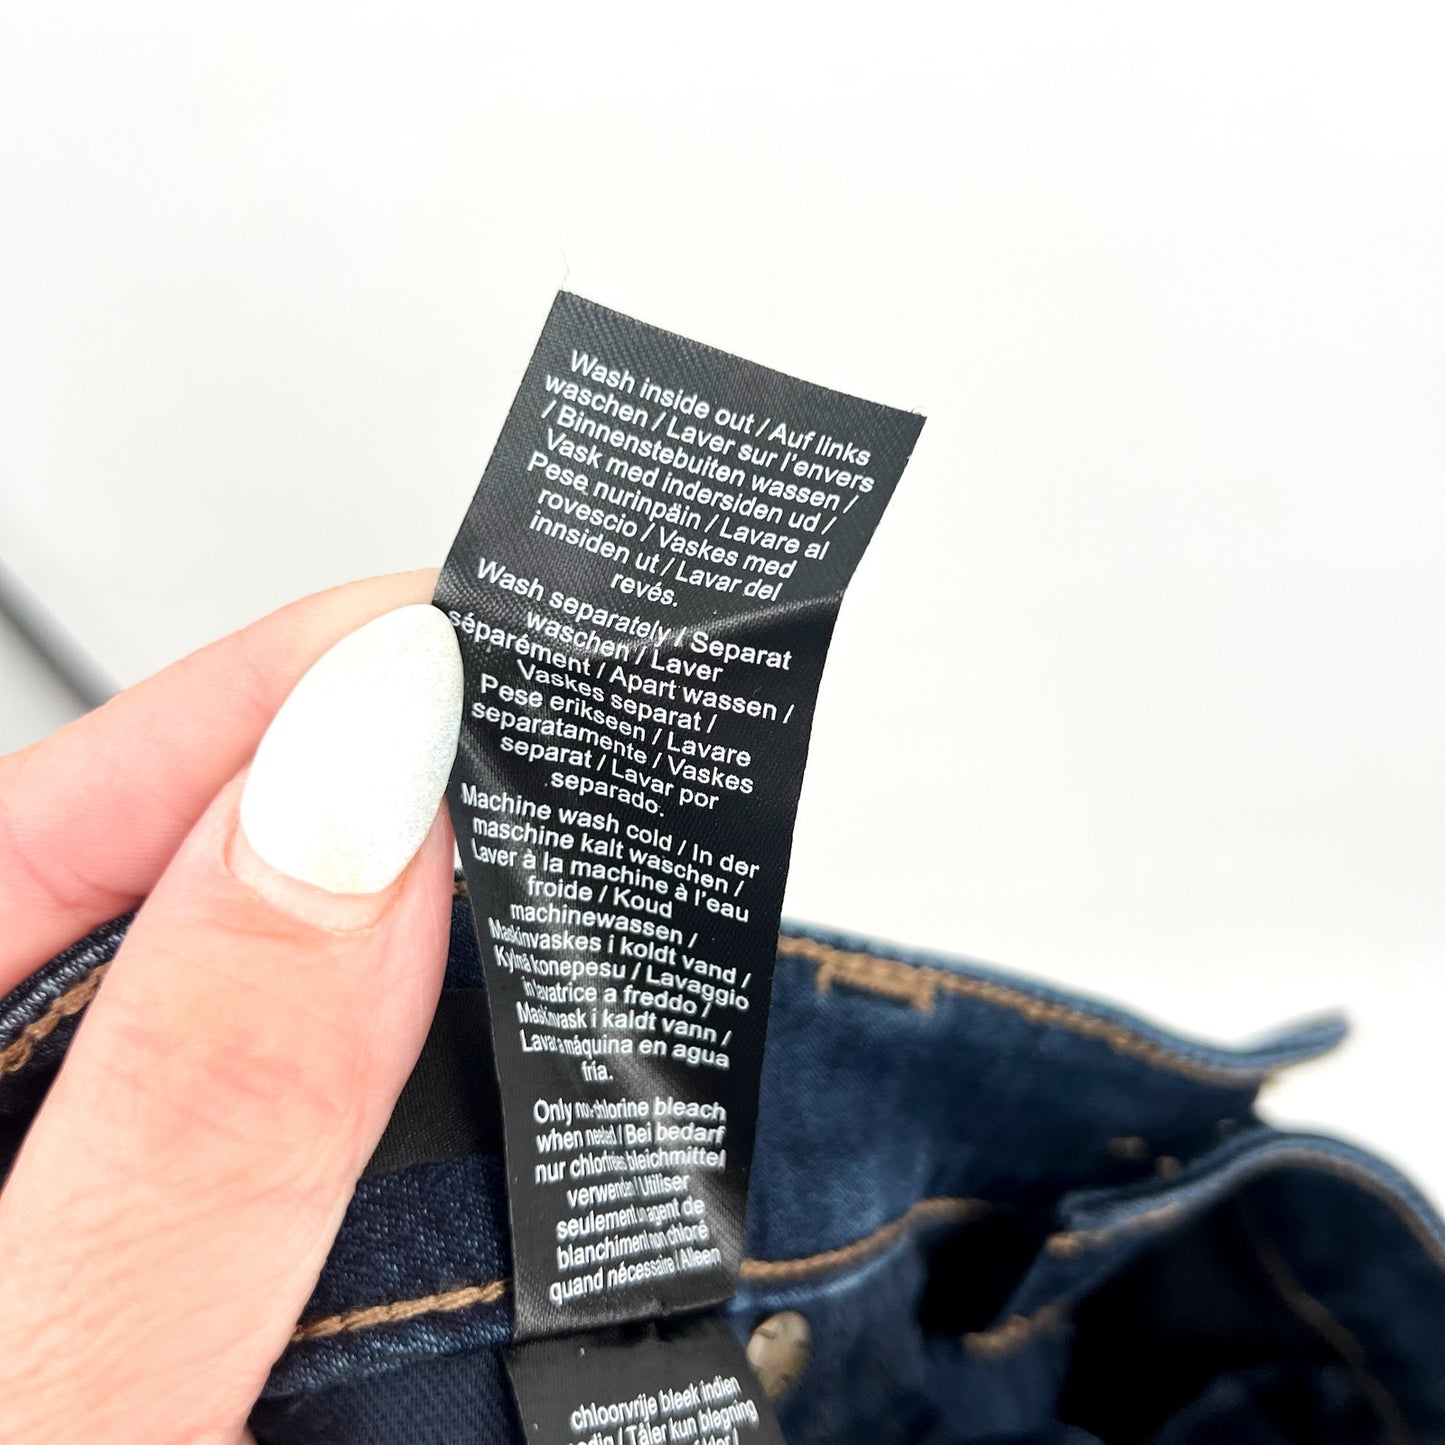 Wash inside out / Auf links
waschen / Laver sur l'envers
/ Binnenstebuiten wassen /
Vask med indersiden ud /
Pese nurinpäin / Lavare al
rovescio / Vaskes med
innsiden ut / Lavar del
revés.
Wash separately / Separat
waschen / Laver
séparément / Apart wassen /
Vaskes separat /
Pese erikseen / Lavare
separatamente / Vaskes
separat / Lavar por
separado.
Machine wash cold / In der
maschine kalt waschen /
Laver à la machine à l'eau
froide / Koud
machinewassen /
Maskinvaskes i koldt vand /
Kylmä konepesu / Lavaggio
in lavatrice a freddo /
Maskinvask i kaldt vann /
Lavar a máquina en agua
fría.
Only non-chlorine bleach
when needed / Bei bedarf
nur chlorfreies bleichmittel
verwenden / Utiliser
seulement un agent de
blanchiment non chloré
quand nécessaire / Alleen
chloorvrije bleek indien
/ Tåler kun blegning